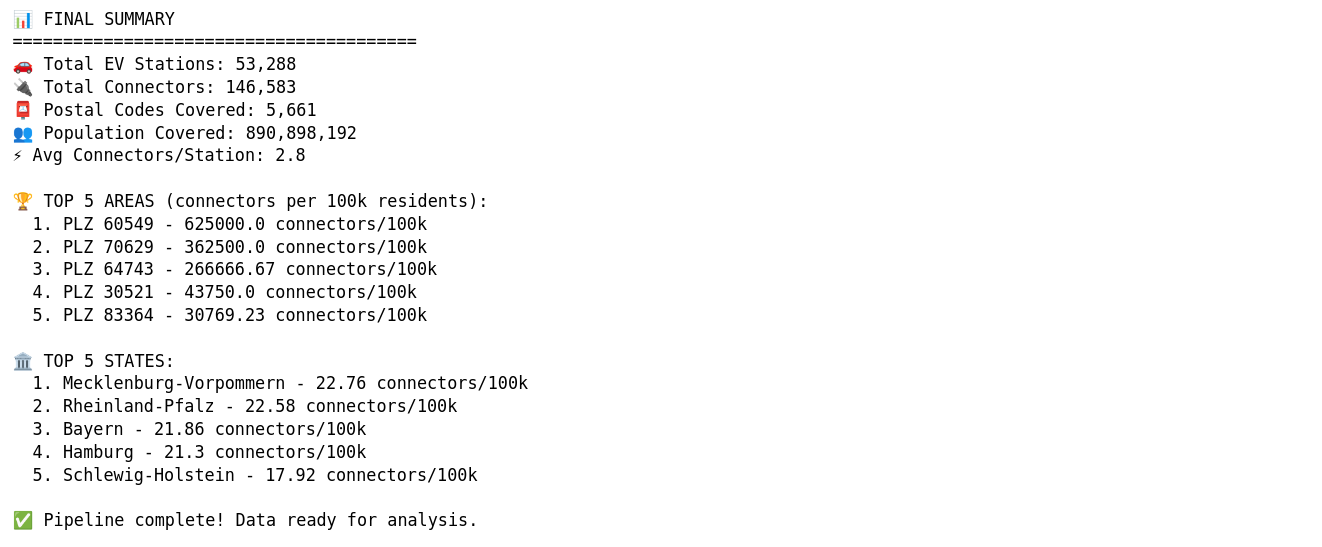 📊 FINAL SUMMARY
========================================
🚗 Total EV Stations: 53,288
🔌 Total Connectors: 146,583
📮 Postal Codes Covered: 5,661
👥 Population Covered: 890,898,192
⚡ Avg Connectors/Station: 2.8
🏆 TOP 5 AREAS (connectors per 100k residents):
1. PLZ 60549 - 625000.0 connectors/100k
2. PLZ 70629 - 362500.0 connectors/100k
3. PLZ 64743 - 266666.67 connectors/100k
4. PLZ 30521 - 43750.0 connectors/100k
5. PLZ 83364 - 30769.23 connectors/100k
🏛️ TOP 5 STATES:
1. Mecklenburg-Vorpommern - 22.76 connectors/100k
2. Rheinland-Pfalz - 22.58 connectors/100k
3. Bayern - 21.86 connectors/100k
4. Hamburg - 21.3 connectors/100k
5. Schlewig-Holstein - 17.92 connectors/100k
✅ Pipeline complete! Data ready for analysis.